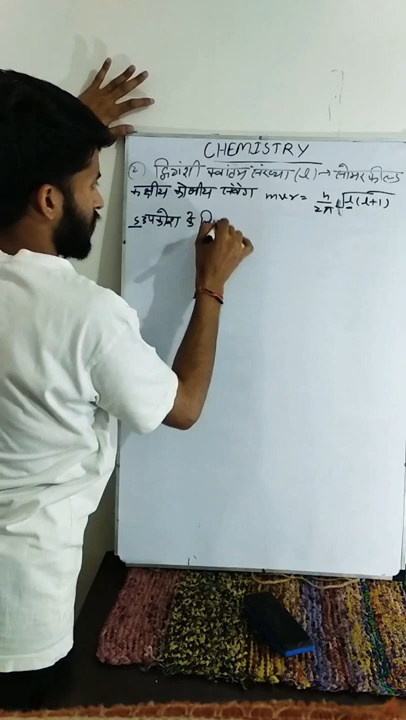 CHEMISTRY
(2) द्विगंशी क्वांटम संख्या (l) → सोमरफील्ड
कक्षीय कोणीय संवेग mvr = h/2π √l(l+1)
s उपकोश के लि